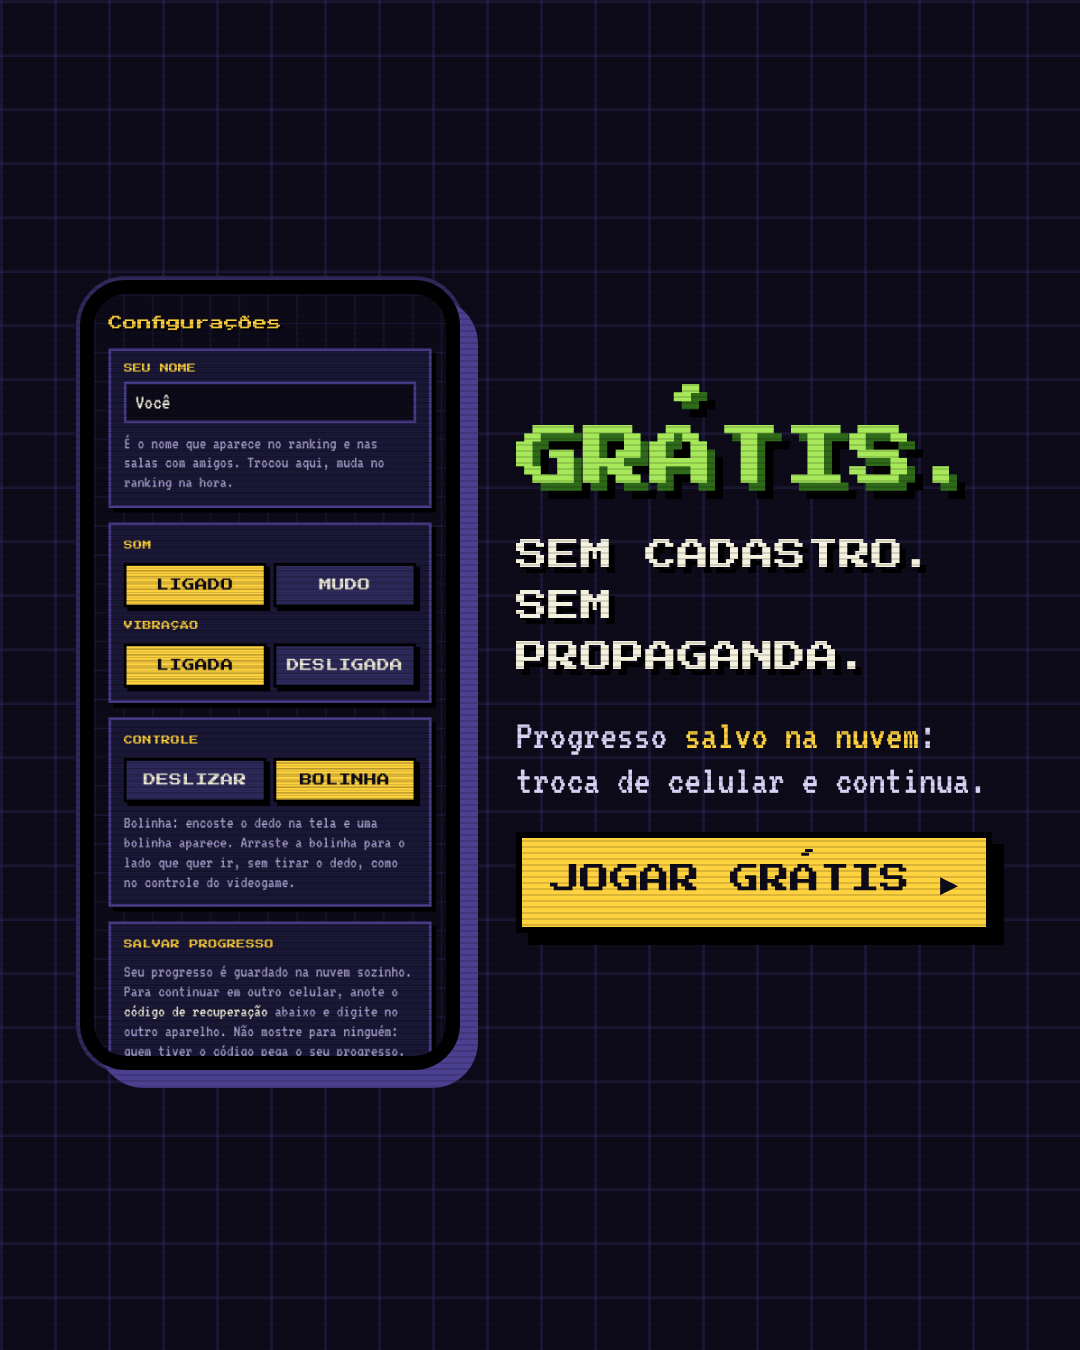 Configurações
SEU NOME
Você
É o nome que aparece no ranking e nas
salas com amigos. Trocou aqui, muda no
ranking na hora.
SOM
LIGADO MUDO
VIBRAÇÃO
LIGADA DESLIGADA
CONTROLE
DESLIZAR BOLINHA
Bolinha: encoste o dedo na tela e uma
bolinha aparece. Arraste a bolinha para o
lado que quer ir, sem tirar o dedo, como
no controle do videogame.
SALVAR PROGRESSO
Seu progresso é guardado na nuvem sozinho.
Para continuar em outro celular, anote o
código de recuperação abaixo e digite no
outro aparelho. Não mostre para ninguém:
quem tiver o código pega o seu progresso.
GRÁTIS.
SEM CADASTRO.
SEM
PROPAGANDA.
Progresso salvo na nuvem:
troca de celular e continua.
JOGAR GRÁTIS ▶